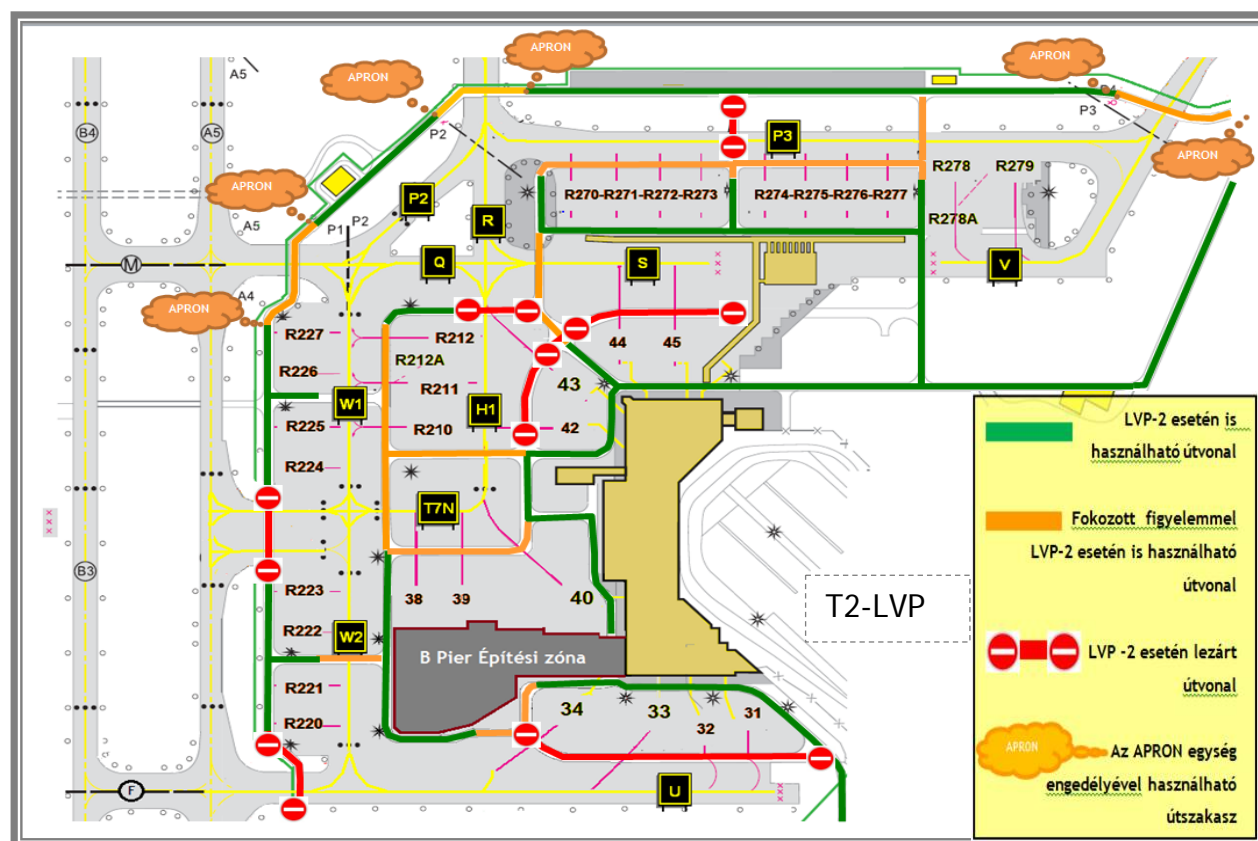 APRON
APRON
APRON
A5
B4
A5
P2
P3
P4
P3
R278
R279
APRON
R270-R271-R272-R273
R274-R275-R276-R277
APRON
P2
R278A
R
A5
P1
P2
M
Q
S
V
A4
APRON
R227
R212
44
45
R226
R212A
43
R211
W1
H1
R225
R210
42
R224
T7N
B3
R223
38
39
40
R222
W2
T2-LVP
B Pier Építési zóna
R221
34
33
R220
32
31
F
U
LVP-2 esetén is
használható útvonal
Fokozott figyelemmel
LVP-2 esetén is használható
útvonal
LVP -2 esetén lezárt
útvonal
APRON
Az APRON egység
engedélyével használható
útszakasz